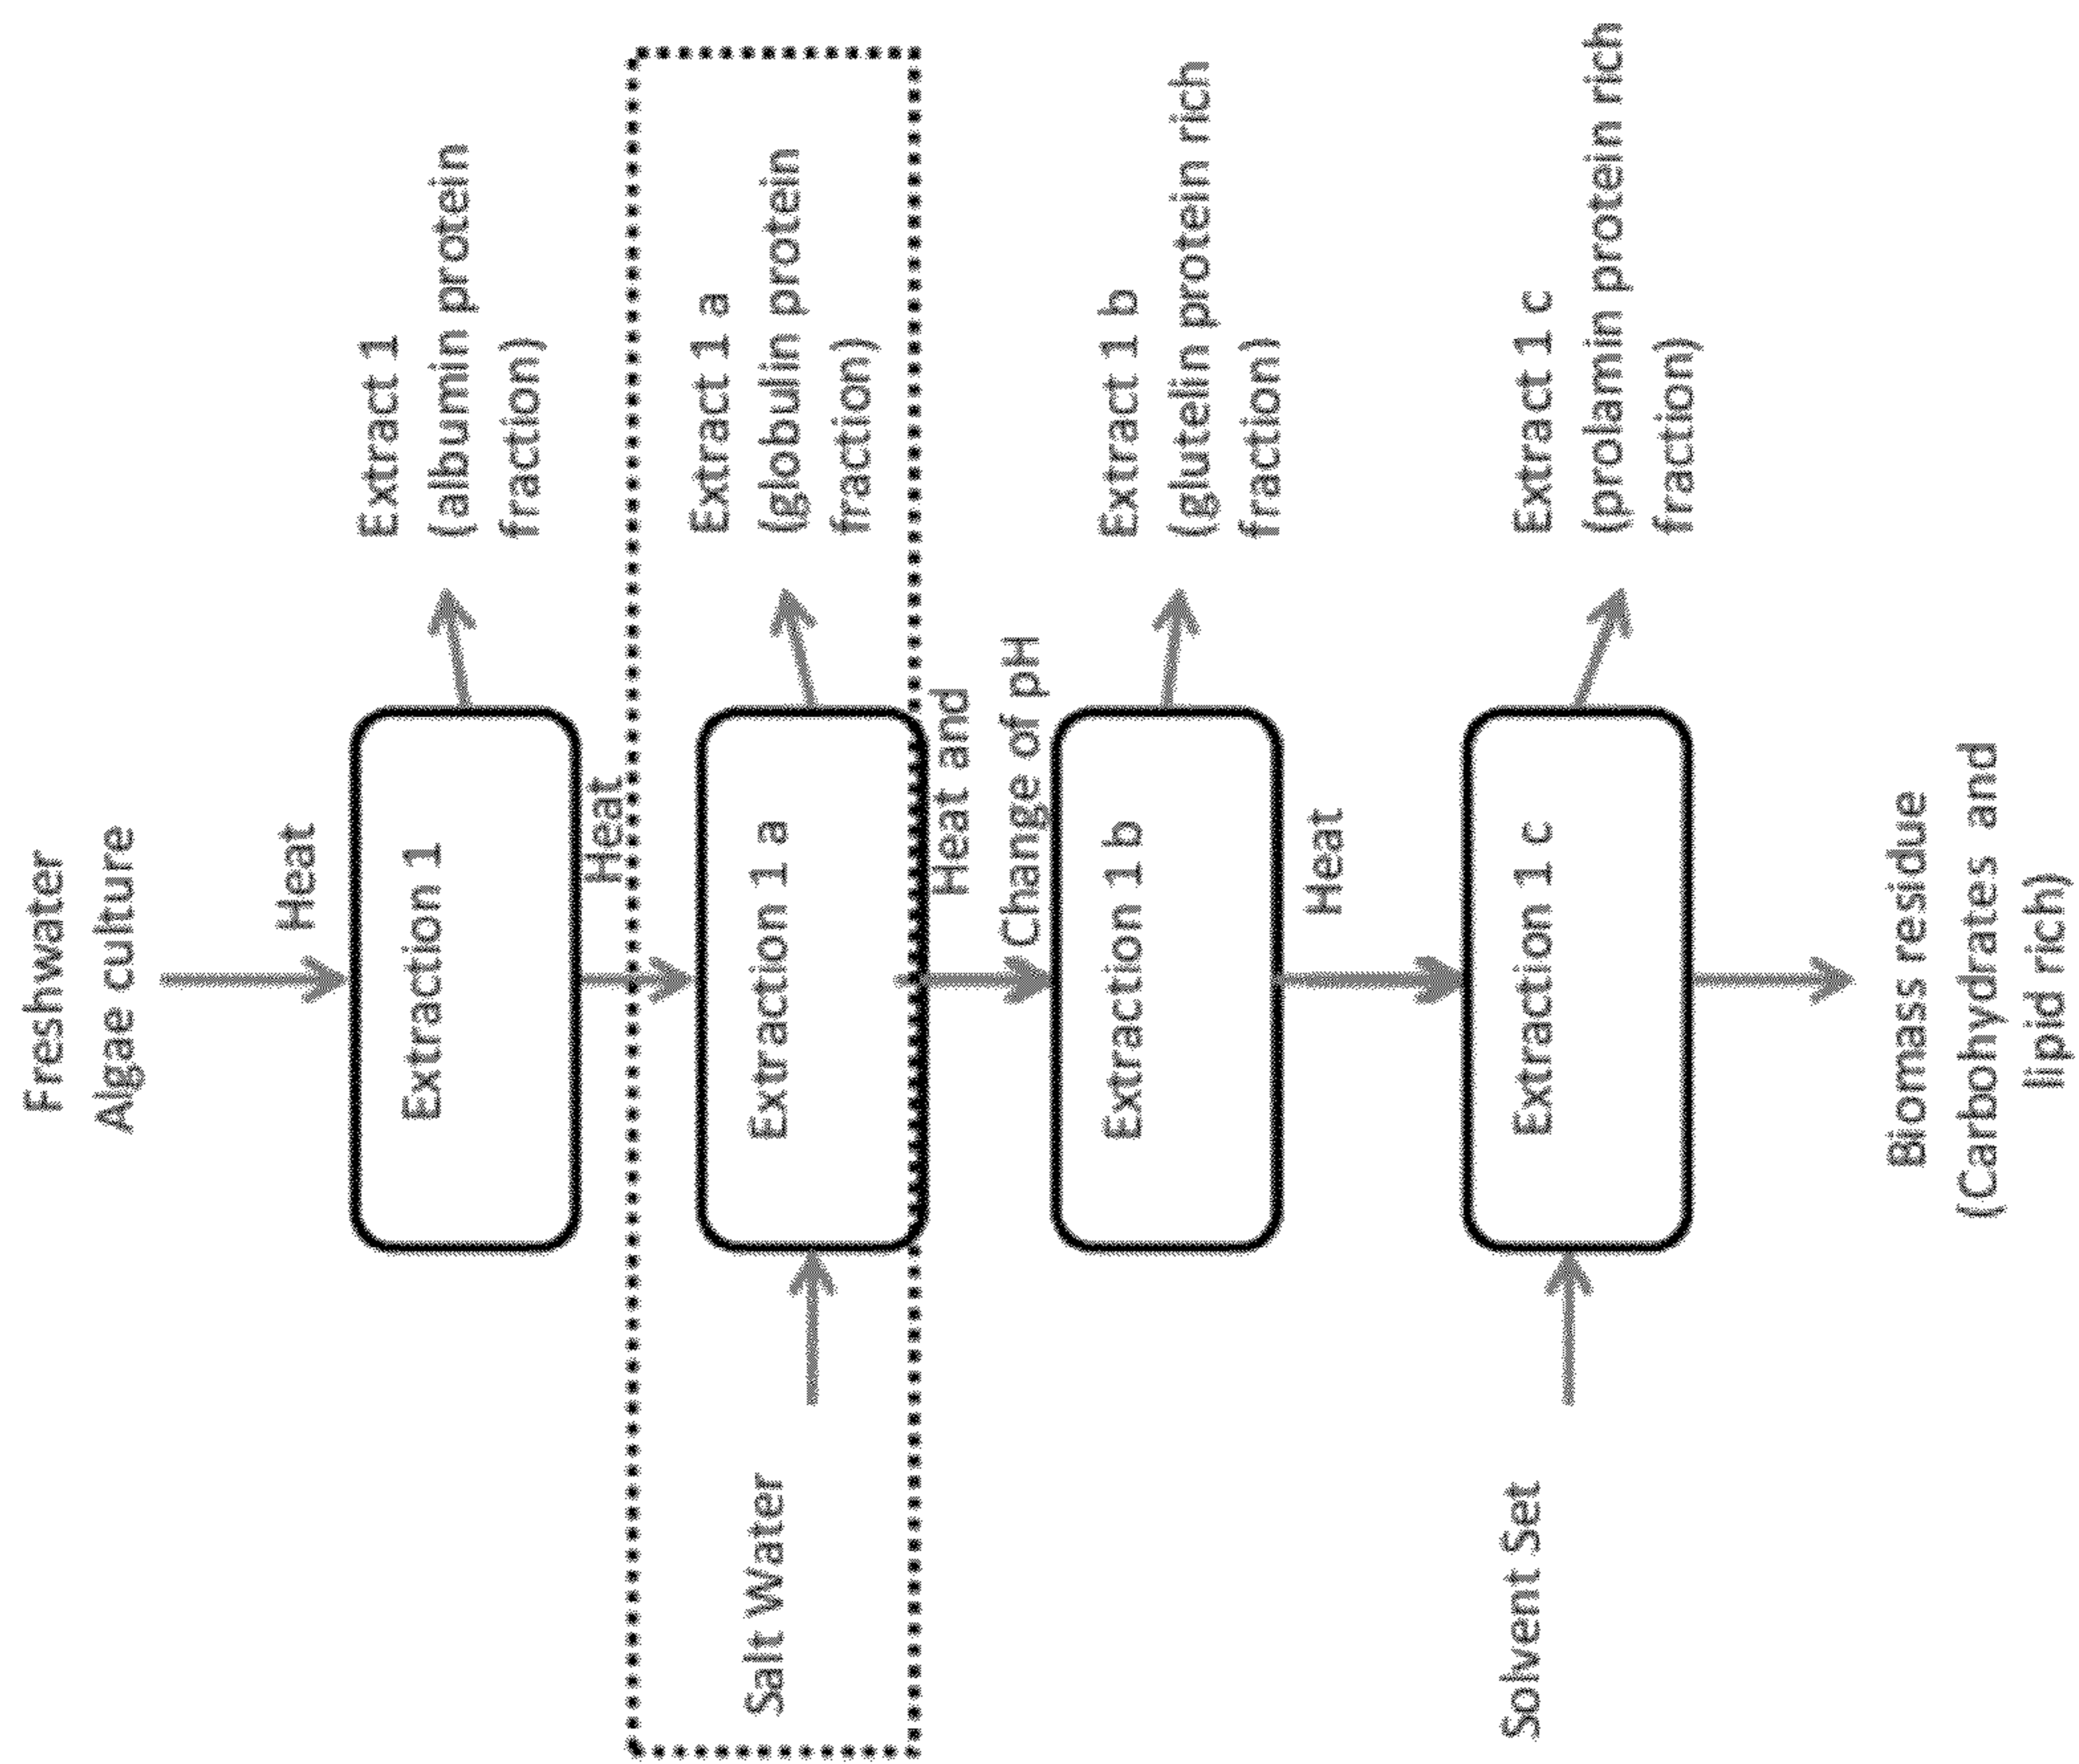 Freshwater
Algae culture
Heat
Extraction 1
Extract 1
(albumin protein
fraction)
Heat
Salt Water
Extraction 1 a
Extract 1 a
(globulin protein
fraction)
Heat and
Change of pH
Extraction 1 b
Extract 1 b
(glutelin protein rich
fraction)
Heat
Solvent Set
Extraction 1 c
Extract 1 c
(prolamin protein rich
fraction)
Biomass residue
(Carbohydrates and
lipid rich)